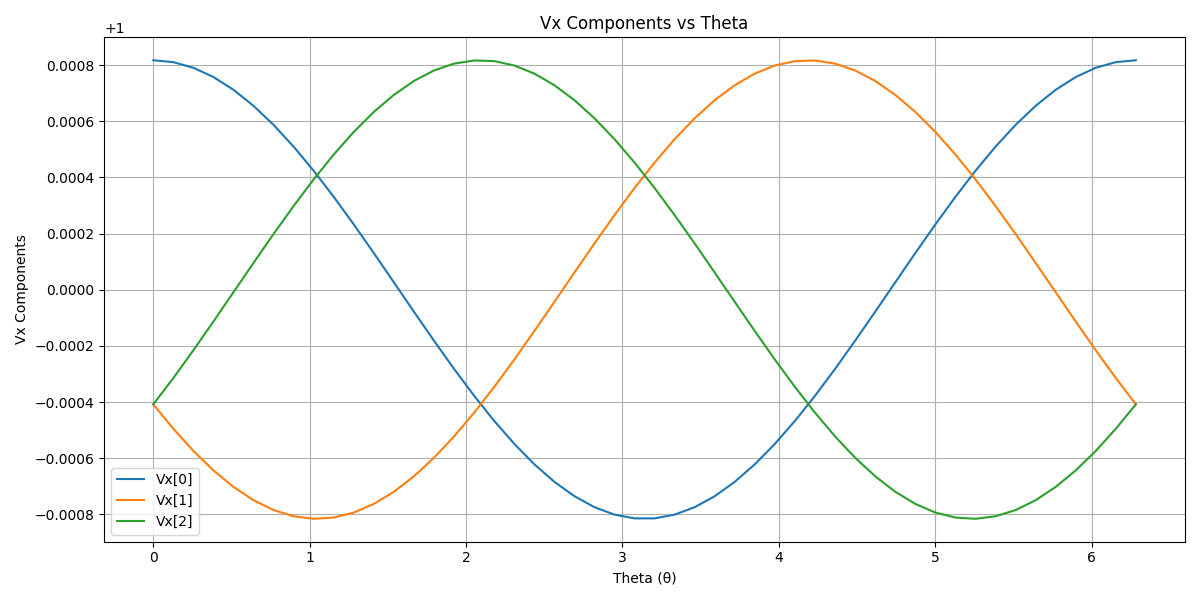 Vx Components vs Theta
+1
0.0008
0.0006
0.0004
0.0002
0.0000
−0.0002
−0.0004
−0.0006
−0.0008
Vx Components
Vx[0]
Vx[1]
Vx[2]
0 1 2 3 4 5 6
Theta (θ)